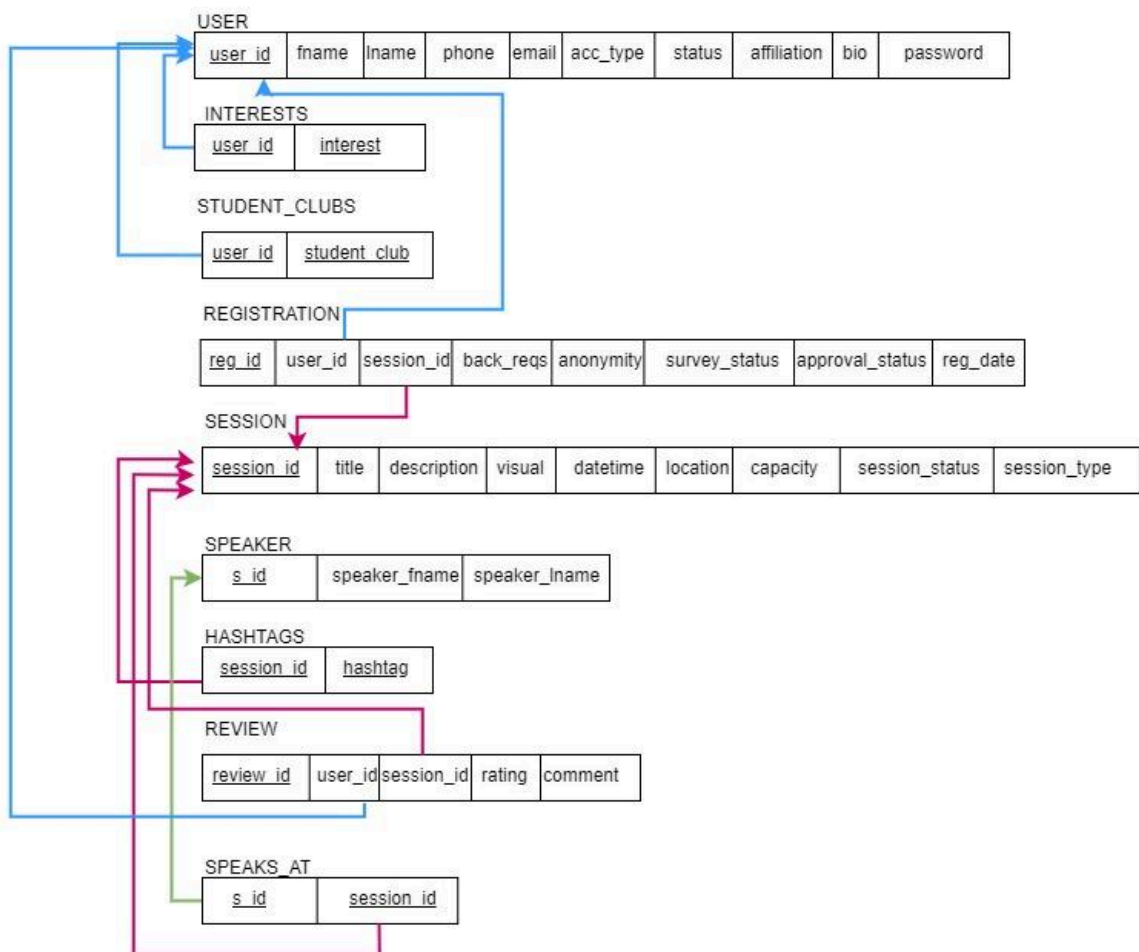 USER
user_id fname lname phone email acc_type status affiliation bio password
INTERESTS
user_id interest
STUDENT_CLUBS
user_id student_club
REGISTRATION
reg_id user_id session_id back_reqs anonymity survey_status approval_status reg_date
SESSION
session_id title description visual datetime location capacity session_status session_type
SPEAKER
s_id speaker_fname speaker_lname
HASHTAGS
session_id hashtag
REVIEW
review_id user_id session_id rating comment
SPEAKS_AT
s_id session_id